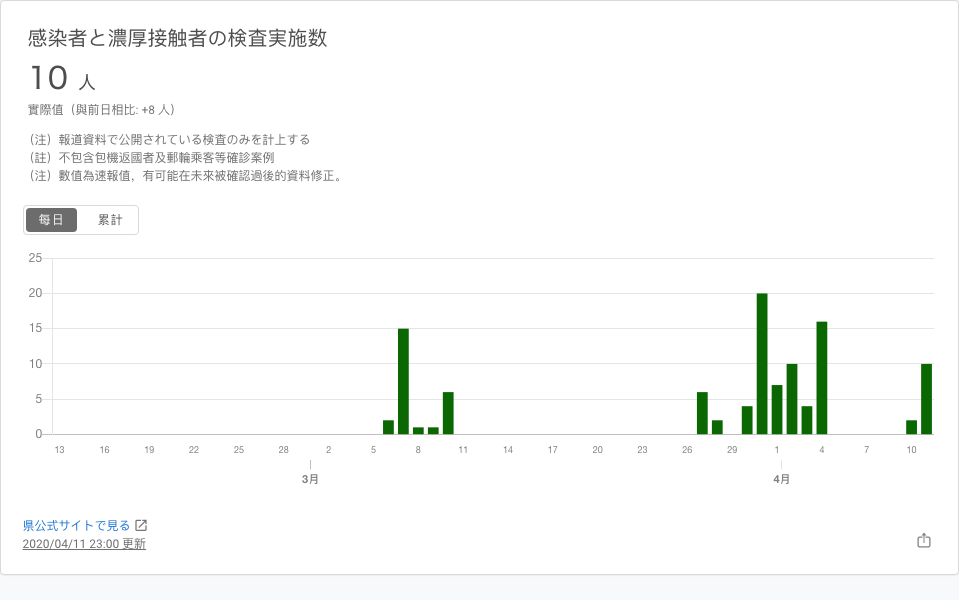 感染者と濃厚接触者の検査実施数
10 人
實際值（與前日相比: +8 人）
（注）報道資料で公開されている検査のみを計上する
（註）不包含包機返國者及郵輪乘客等確診案例
（注）數值為速報值，有可能在未來被確認過後的資料修正。
每日 累計
25
20
15
10
5
0
13 16 19 22 25 28 2 5 8 11 14 17 20 23 26 29 1 4 7 10
3月 4月
県公式サイトで見る
2020/04/11 23:00 更新